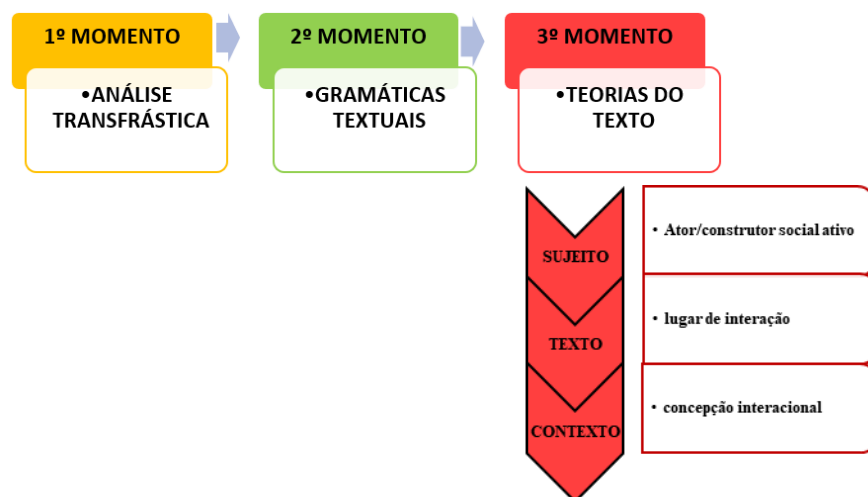 1º MOMENTO
•ANÁLISE
TRANSFRÁSTICA
2º MOMENTO
•GRAMÁTICAS
TEXTUAIS
3º MOMENTO
•TEORIAS DO
TEXTO
SUJEITO
• Ator/construtor social ativo
TEXTO
• lugar de interação
CONTEXTO
• concepção interacional